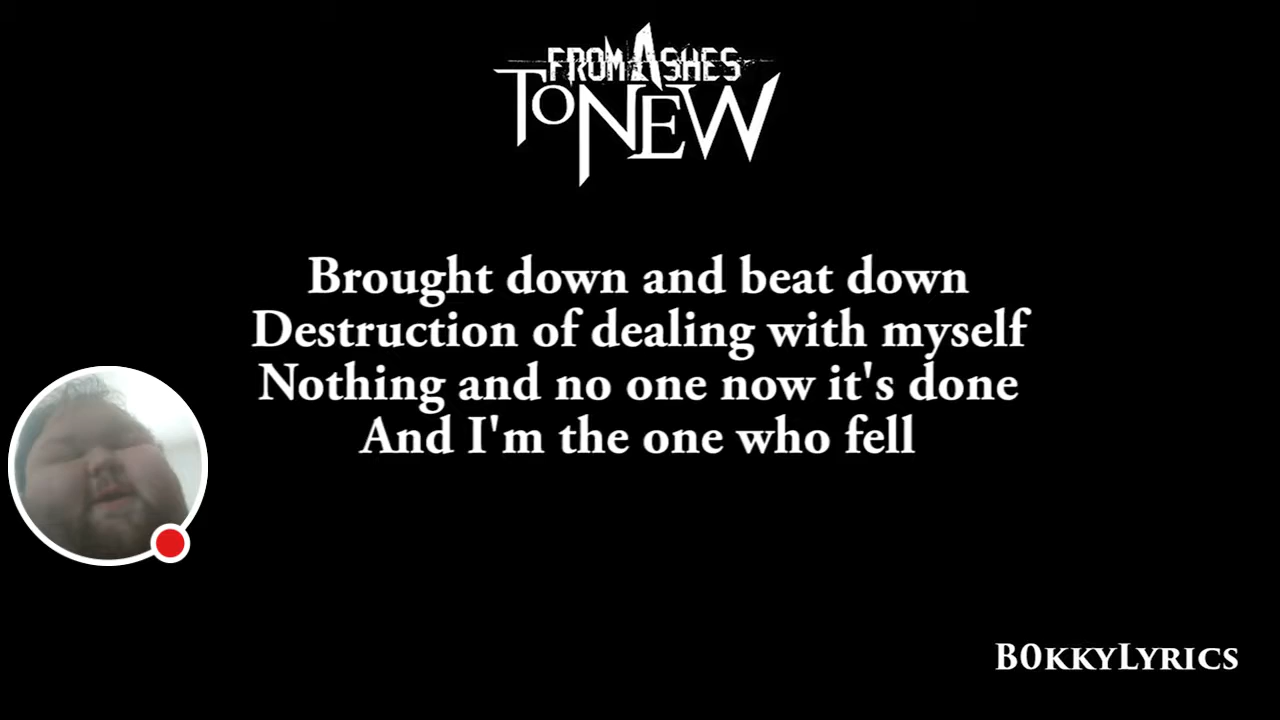 FROM ASHES
TO NEW
Brought down and beat down
Destruction of dealing with myself
Nothing and no one now it's done
And I'm the one who fell
B0kkyLyrics